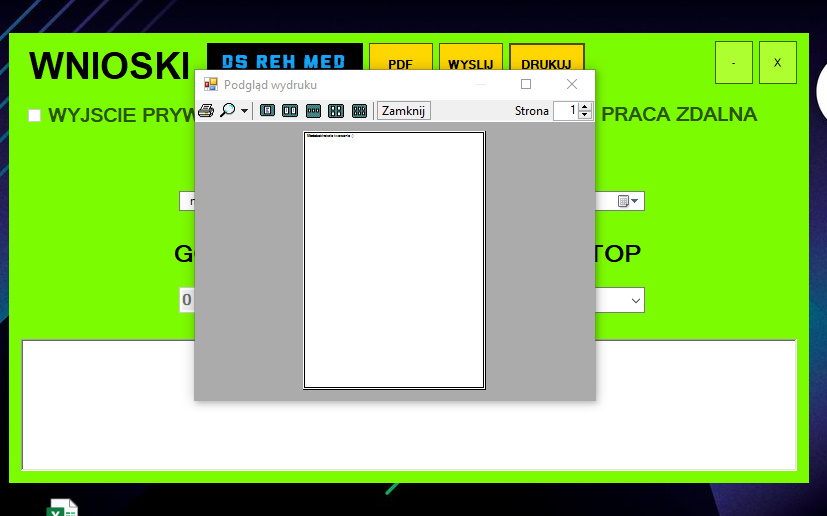 WNIOSKI
DS REH MED
PDF
WYSLIJ
DRUKUJ
-
X
Podgląd wydruku
Zamknij
Strona
1
WYJSCIE PRYW
PRACA ZDALNA
G
TOP
0